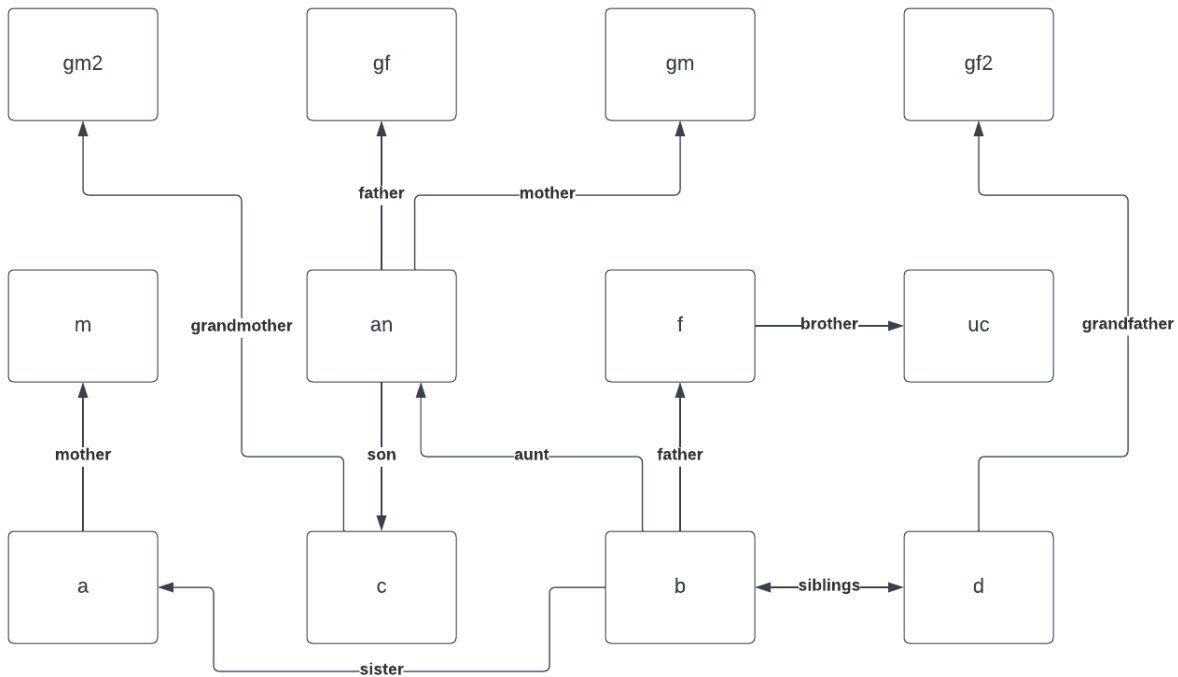 gm2
gf
gm
gf2
father
mother
m
grandmother
an
f
brother
uc
grandfather
mother
son
aunt
father
a
c
b
siblings
d
sister